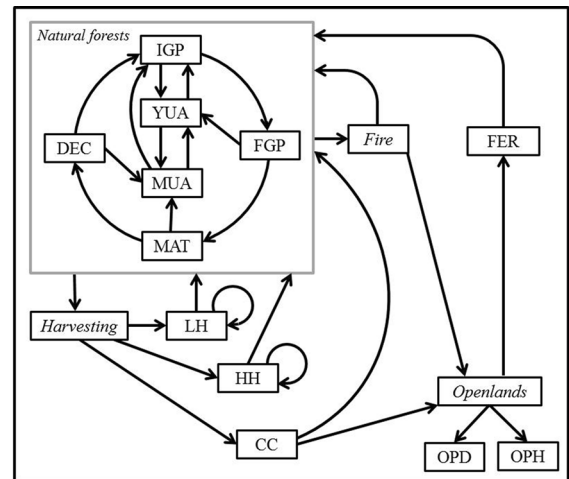 Natural forests
IGP
YUA
DEC
FGP
MUA
MAT
Fire
FER
Harvesting
LH
HH
Openlands
CC
OPD
OPH